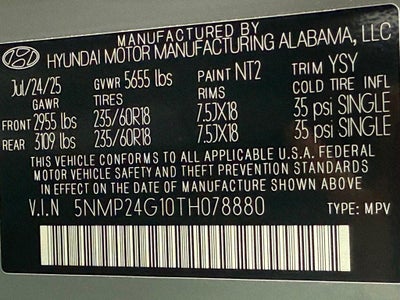 MANUFACTURED BY
HYUNDAI MOTOR MANUFACTURING ALABAMA, LLC
Jul/24/25 GVWR 5655 lbs PAINT NT2 TRIM YSY
GAWR TIRES RIMS COLD TIRE INFL
FRONT 2955 lbs 235/60R18 7.5JX18 35 psi SINGLE
REAR 3109 lbs 235/60R18 7.5JX18 35 psi SINGLE
THIS VEHICLE CONFORMS TO ALL APPLICABLE U.S.A. FEDERAL
MOTOR VEHICLE SAFETY AND THEFT PREVENTION STANDARDS
IN EFFECT ON THE DATE OF MANUFACTURE SHOWN ABOVE
V.I.N 5NMP24G10TH078880 TYPE: MPV